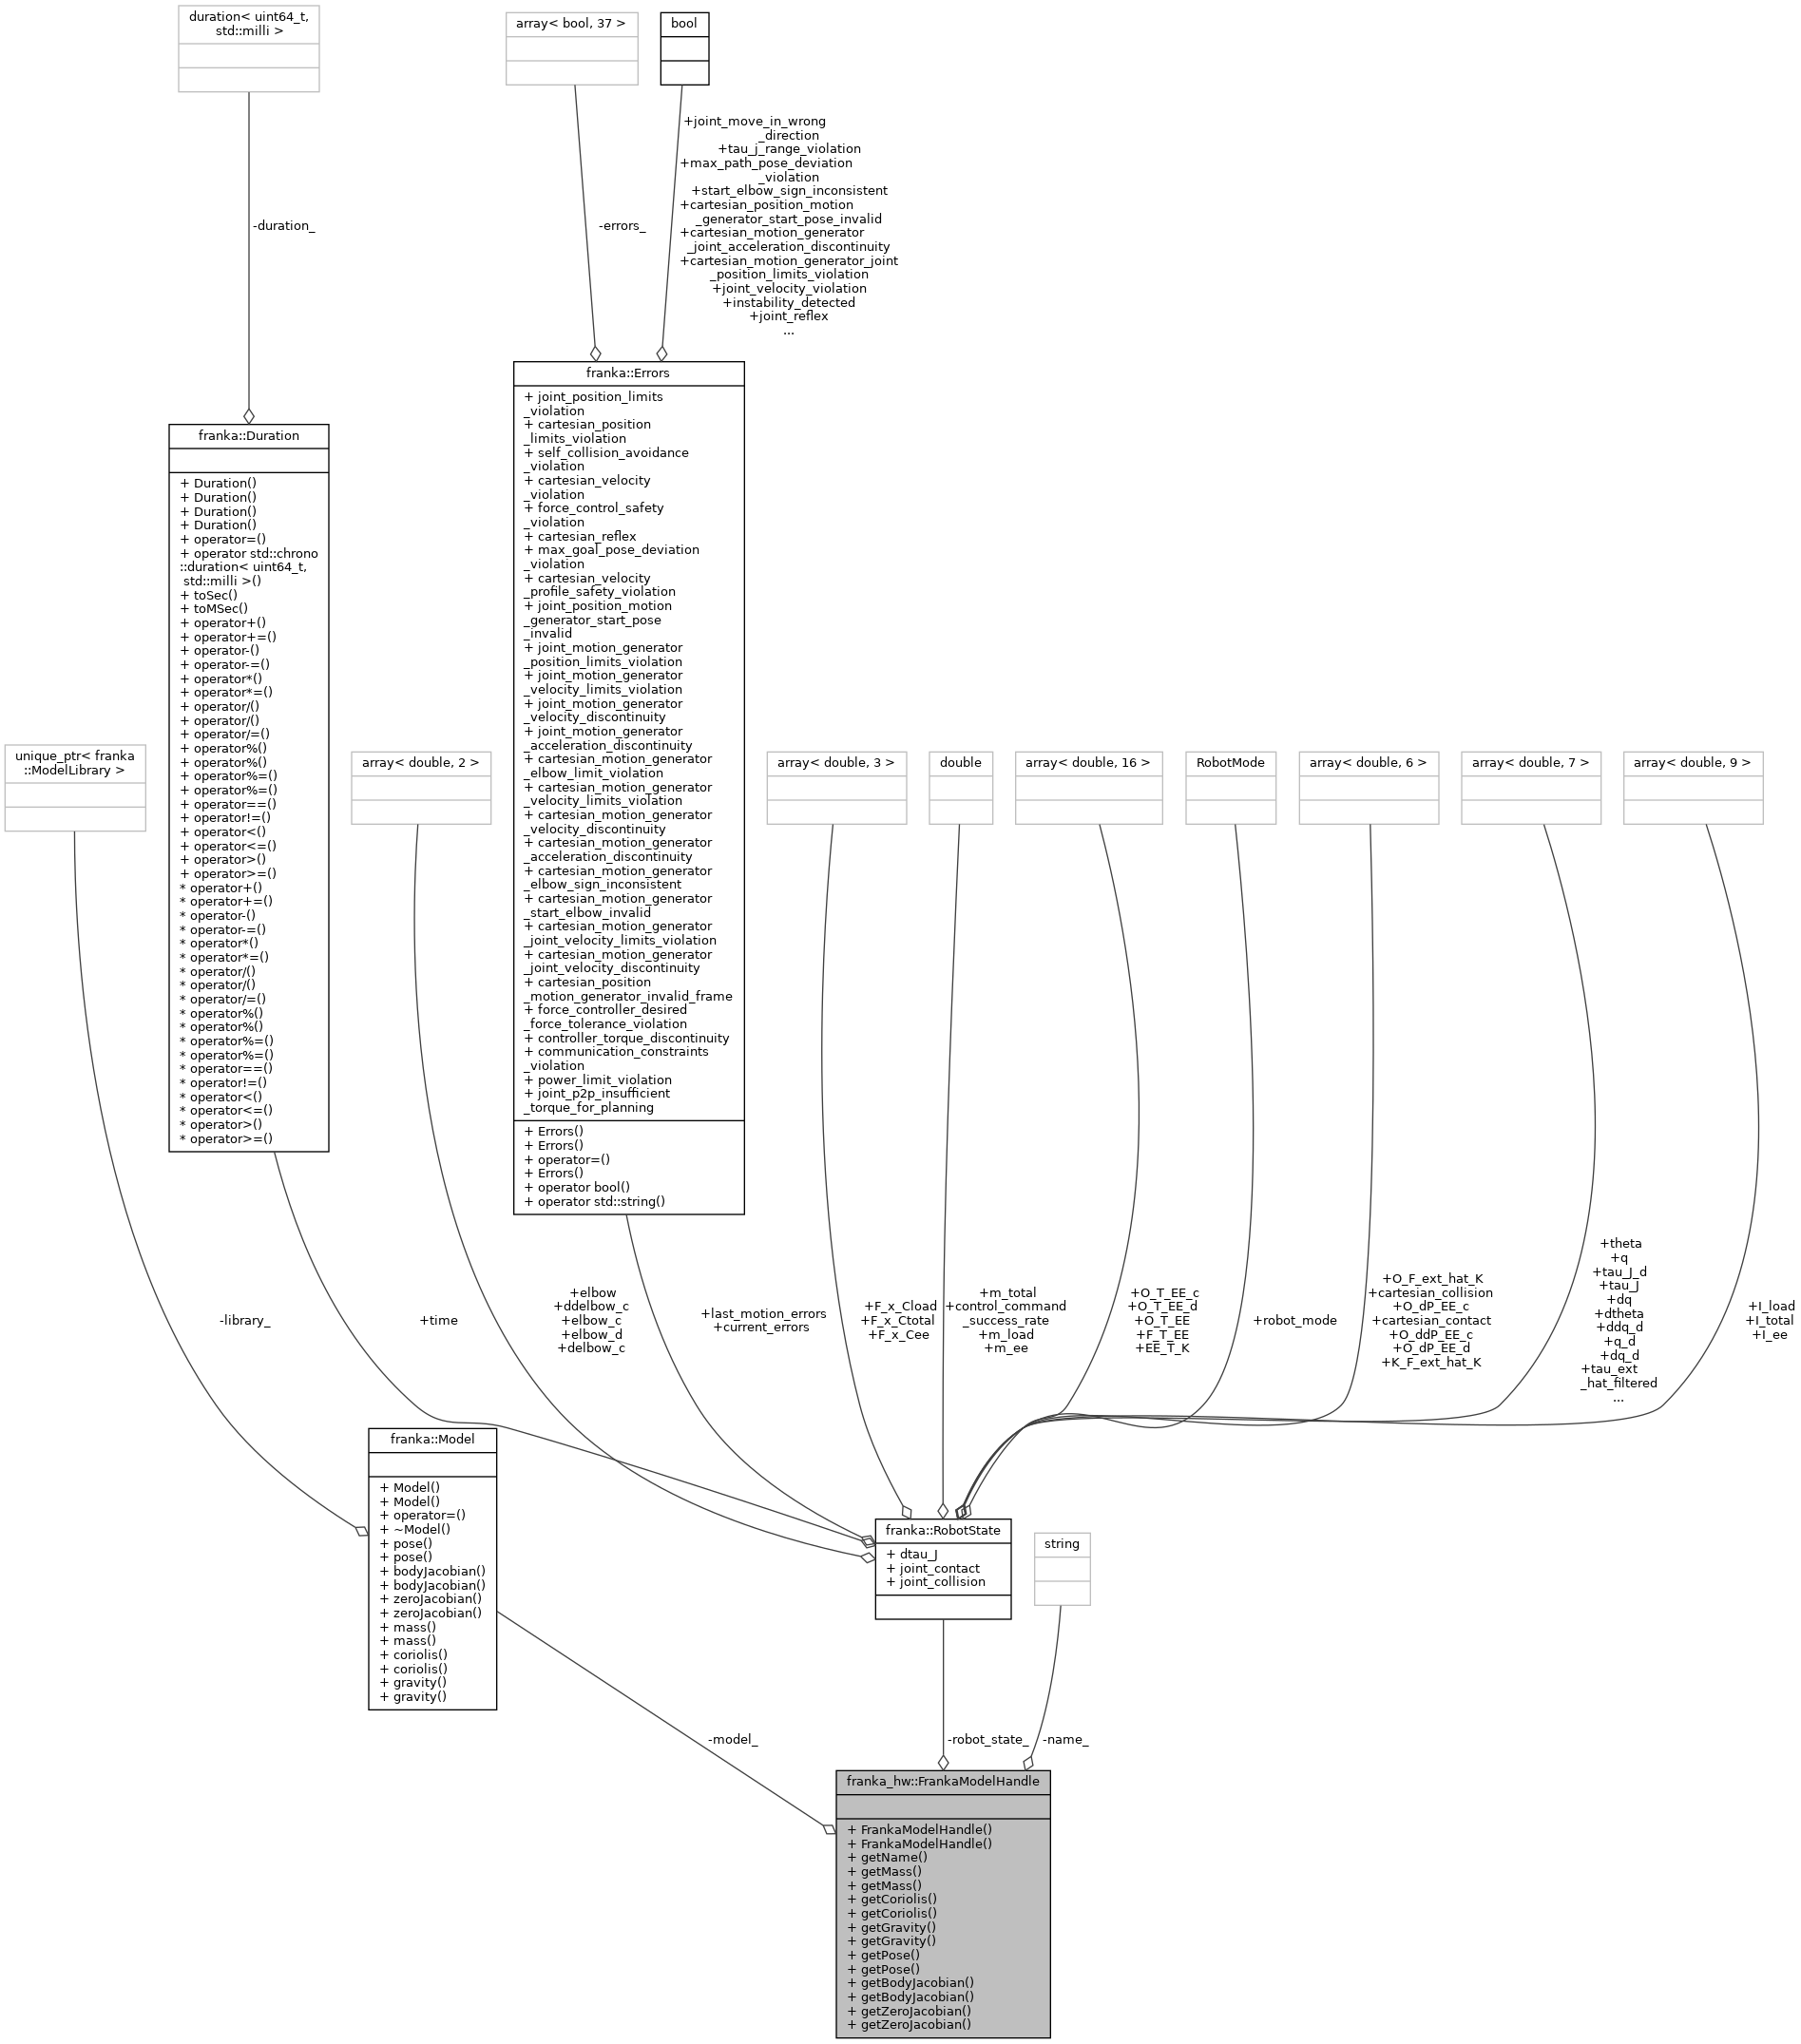 duration< uint64_t,
std::milli >
array< bool, 37 >
bool
+joint_move_in_wrong
_direction
+tau_j_range_violation
+max_path_pose_deviation
_violation
+start_elbow_sign_inconsistent
+cartesian_position_motion
_generator_start_pose_invalid
+cartesian_motion_generator
_joint_acceleration_discontinuity
+cartesian_motion_generator_joint
_position_limits_violation
+joint_velocity_violation
+instability_detected
+joint_reflex
...
-duration_
-errors_
franka::Errors
+ joint_position_limits
_violation
+ cartesian_position
_limits_violation
+ self_collision_avoidance
_violation
+ cartesian_velocity
_violation
+ force_control_safety
_violation
+ cartesian_reflex
+ max_goal_pose_deviation
_violation
+ cartesian_velocity
_profile_safety_violation
+ joint_position_motion
_generator_start_pose
_invalid
+ joint_motion_generator
_position_limits_violation
+ joint_motion_generator
_velocity_limits_violation
+ joint_motion_generator
_velocity_discontinuity
+ joint_motion_generator
_acceleration_discontinuity
+ cartesian_motion_generator
_elbow_limit_violation
+ cartesian_motion_generator
_velocity_limits_violation
+ cartesian_motion_generator
_velocity_discontinuity
+ cartesian_motion_generator
_acceleration_discontinuity
+ cartesian_motion_generator
_elbow_sign_inconsistent
+ cartesian_motion_generator
_start_elbow_invalid
+ cartesian_motion_generator
_joint_velocity_limits_violation
+ cartesian_motion_generator
_joint_velocity_discontinuity
+ cartesian_position
_motion_generator_invalid_frame
+ force_controller_desired
_force_tolerance_violation
+ controller_torque_discontinuity
+ communication_constraints
_violation
+ power_limit_violation
+ joint_p2p_insufficient
_torque_for_planning
+ Errors()
+ Errors()
+ operator=()
+ Errors()
+ operator bool()
+ operator std::string()
franka::Duration
+ Duration()
+ Duration()
+ Duration()
+ Duration()
+ operator=()
+ operator std::chrono
::duration< uint64_t,
std::milli >()
+ toSec()
+ toMSec()
+ operator+()
+ operator+=()
+ operator-()
+ operator-=()
+ operator*()
+ operator*=()
+ operator/()
+ operator/()
+ operator/=()
+ operator%()
+ operator%()
+ operator%=()
+ operator%=()
+ operator==()
+ operator!=()
+ operator<()
+ operator<=()
+ operator>()
+ operator>=()
* operator+()
* operator+=()
* operator-()
* operator-=()
* operator*()
* operator*=()
* operator/()
* operator/()
* operator/=()
* operator%()
* operator%()
* operator%=()
* operator%=()
* operator==()
* operator!=()
* operator<()
* operator<=()
* operator>()
* operator>=()
unique_ptr< franka
::ModelLibrary >
array< double, 2 >
array< double, 3 >
double
array< double, 16 >
RobotMode
array< double, 6 >
array< double, 7 >
array< double, 9 >
-library_
+time
+elbow
+ddelbow_c
+elbow_c
+elbow_d
+delbow_c
+last_motion_errors
+current_errors
+F_x_Cload
+F_x_Ctotal
+F_x_Cee
+m_total
+control_command
_success_rate
+m_load
+m_ee
+O_T_EE_c
+O_T_EE_d
+O_T_EE
+F_T_EE
+EE_T_K
+robot_mode
+O_F_ext_hat_K
+cartesian_collision
+O_dP_EE_c
+cartesian_contact
+O_ddP_EE_c
+O_dP_EE_d
+K_F_ext_hat_K
+theta
+q
+tau_J_d
+tau_J
+dq
+dtheta
+ddq_d
+q_d
+dq_d
+tau_ext
_hat_filtered
...
+I_load
+I_total
+I_ee
franka::Model
+ Model()
+ Model()
+ operator=()
+ ~Model()
+ pose()
+ pose()
+ bodyJacobian()
+ bodyJacobian()
+ zeroJacobian()
+ zeroJacobian()
+ mass()
+ mass()
+ coriolis()
+ coriolis()
+ gravity()
+ gravity()
franka::RobotState
+ dtau_J
+ joint_contact
+ joint_collision
string
-model_
-robot_state_
-name_
franka_hw::FrankaModelHandle
+ FrankaModelHandle()
+ FrankaModelHandle()
+ getName()
+ getMass()
+ getMass()
+ getCoriolis()
+ getCoriolis()
+ getGravity()
+ getGravity()
+ getPose()
+ getPose()
+ getBodyJacobian()
+ getBodyJacobian()
+ getZeroJacobian()
+ getZeroJacobian()